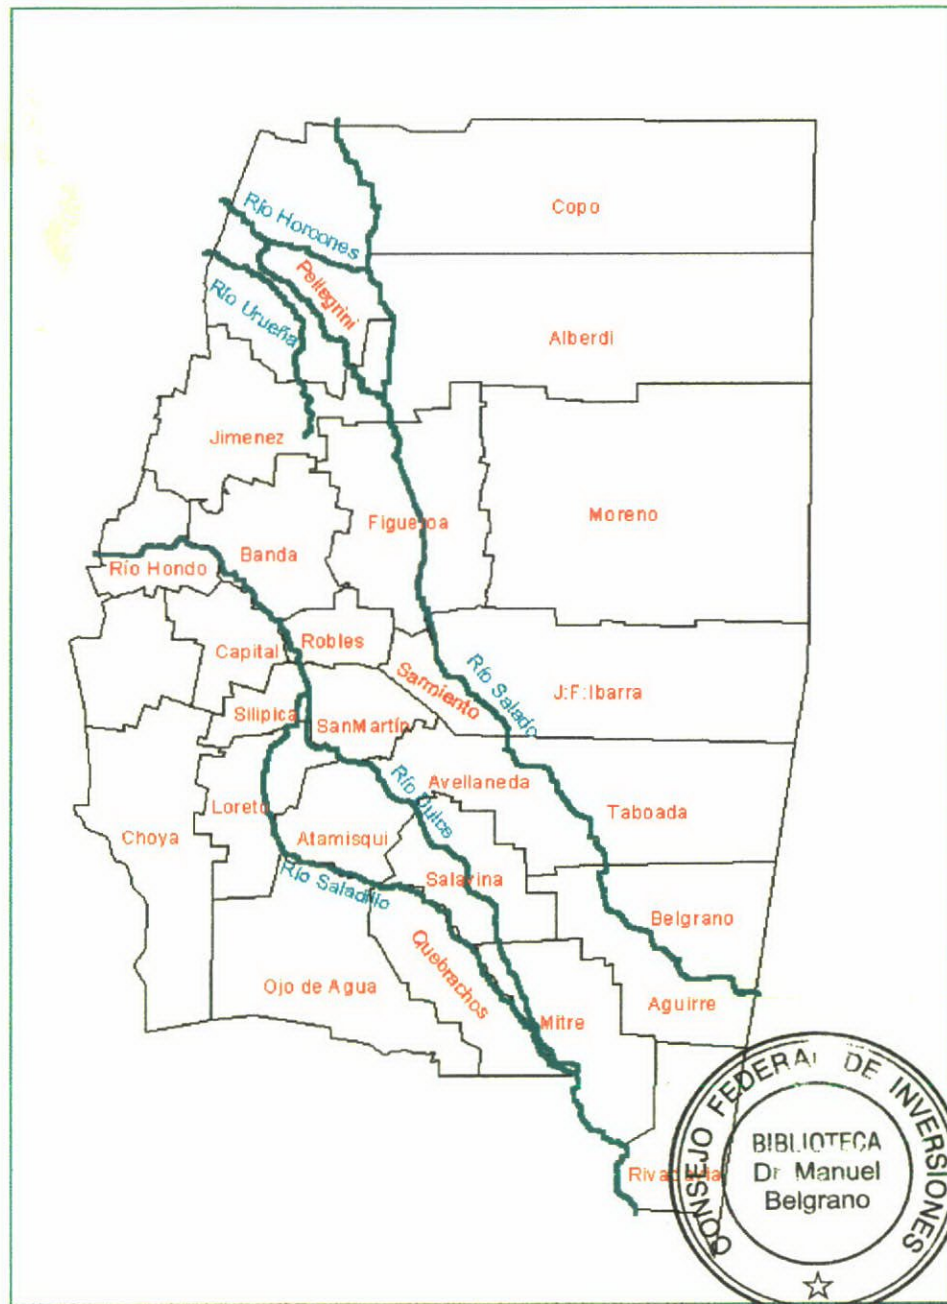 Copo
Río Horcones
Pellegrini
Río Urueña
Alberdi
Jimenez
Figueroa
Moreno
Banda
Río Hondo
Robles
Capital
Sarmiento
Río Salado
J:F:Ibarra
Silipica
SanMartín
Avellaneda
Río Dulce
Loreto
Taboada
Choya
Atamisqui
Salavina
Río Saladillo
Belgrano
Quebrachos
Ojo de Agua
Aguirre
Mitre
Rivadavia
CONSEJO FEDERAL DE INVERSIONES
BIBLIOTECA
Dr. Manuel
Belgrano